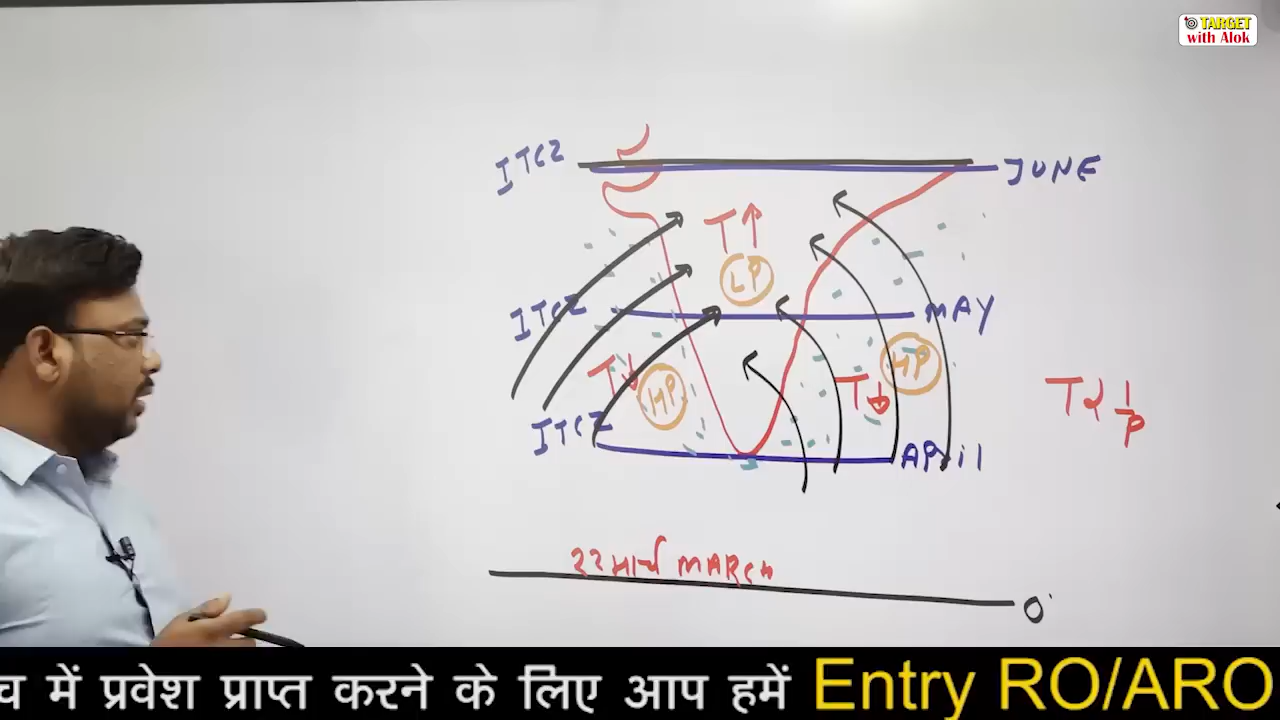 TARGET
with Alok
ITCZ JUNE
T↑
LP
ITCZ MAY
T↓ HP T↓ HP
T α 1/P
ITCZ APRIL
22 मार्च MARCH
0°
में प्रवेश प्राप्त करने के लिए आप हमें Entry RO/ARO